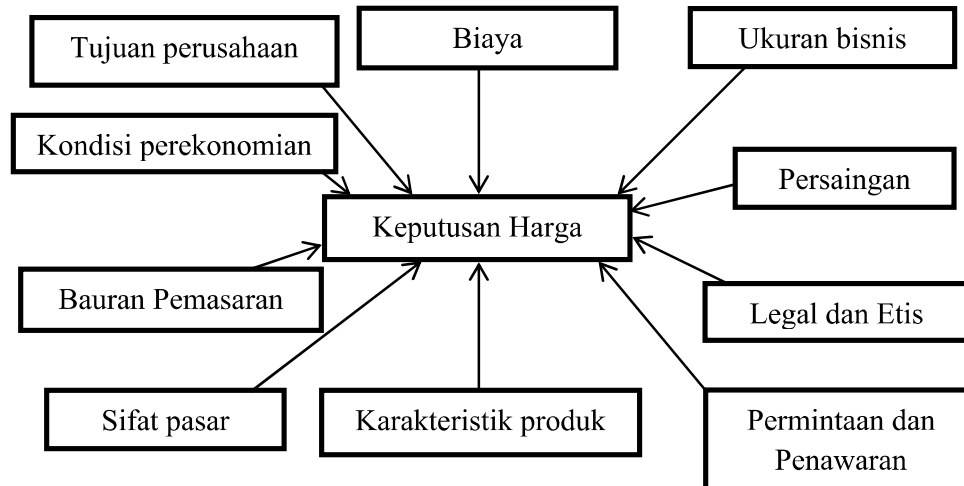 Tujuan perusahaan
Biaya
Ukuran bisnis
Kondisi perekonomian
Persaingan
Keputusan Harga
Bauran Pemasaran
Legal dan Etis
Sifat pasar
Karakteristik produk
Permintaan dan
Penawaran